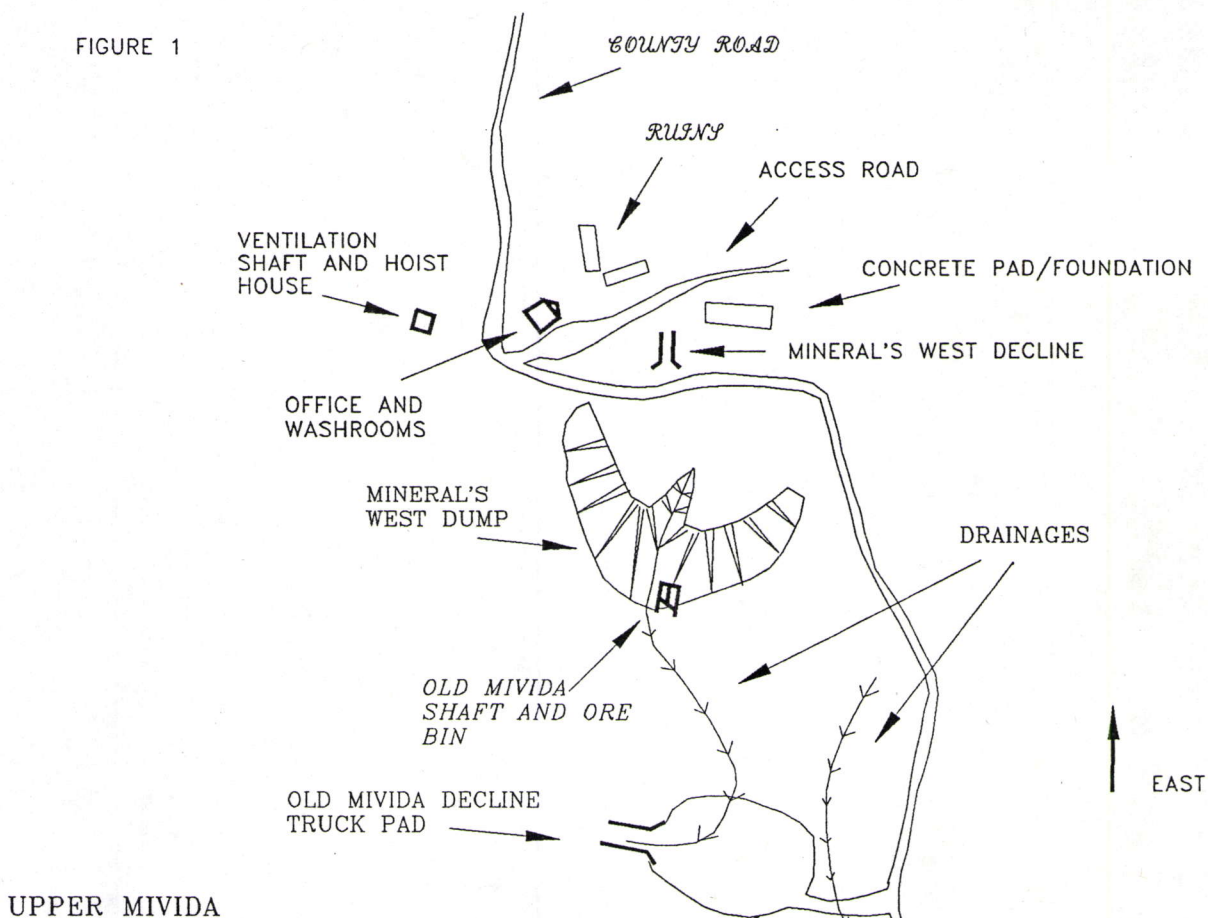 FIGURE 1
COUNTY ROAD
RUINS
ACCESS ROAD
VENTILATION
SHAFT AND HOIST
HOUSE
CONCRETE PAD/FOUNDATION
MINERAL'S WEST DECLINE
OFFICE AND
WASHROOMS
MINERAL'S
WEST DUMP
DRAINAGES
OLD MIVIDA
SHAFT AND ORE
BIN
EAST
OLD MIVIDA DECLINE
TRUCK PAD
UPPER MIVIDA